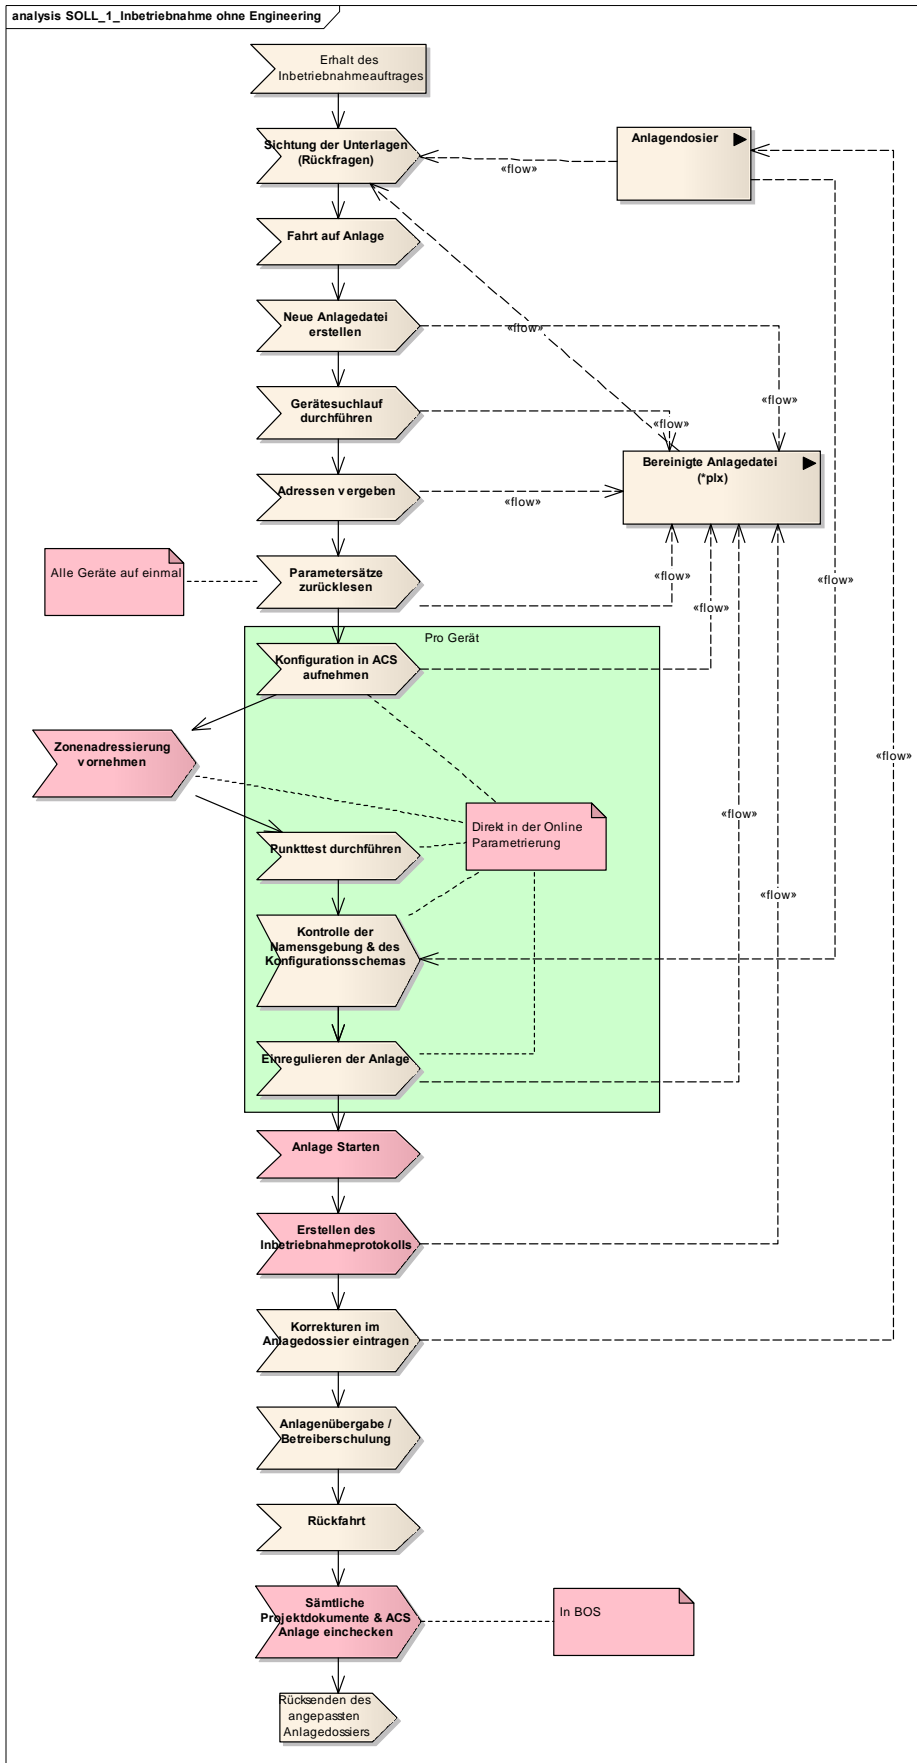 analysis SOLL_1_Inbetriebnahme ohne Engineering
Erhalt des
Inbetriebnahmeauftrages
Sichtung der Unterlagen
(Rückfragen)
Anlagendosier
«flow»
Fahrt auf Anlage
Neue Anlagedatei
erstellen
«flow»
«flow»
Gerätesuchlauf
durchführen
«flow»
Bereinigte Anlagedatei
(*plx)
Adressen vergeben
«flow»
Alle Geräte auf einmal
Parametersätze
zurücklesen
«flow»
«flow»
«flow»
Pro Gerät
Konfiguration in ACS
aufnehmen
Zonenadressierung
vornehmen
«flow»
Direkt in der Online
Parametrierung
«flow»
Punkttest durchführen
«flow»
Kontrolle der
Namensgebung & des
Konfigurationsschemas
Einregulieren der Anlage
Anlage Starten
Erstellen des
Inbetriebnahmeprotokolls
Korrekturen im
Anlagedossier eintragen
Anlagenübergabe /
Betreiberschulung
Rückfahrt
Sämtliche
Projektdokumente & ACS
Anlage einchecken
In BOS
Rücksenden des
angepassten
Anlagedossiers